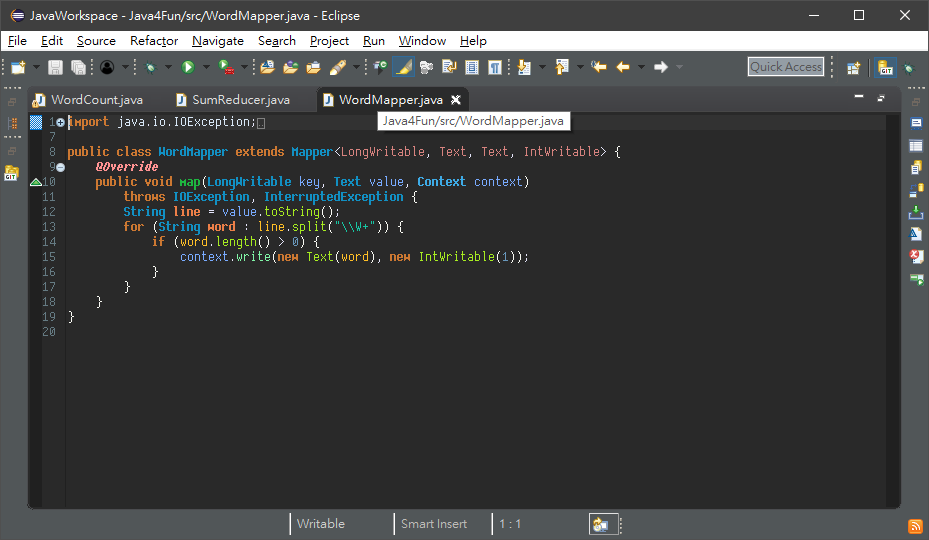 JavaWorkspace - Java4Fun/src/WordMapper.java - Eclipse
File Edit Source Refactor Navigate Search Project Run Window Help
Quick Access
WordCount.java SumReducer.java WordMapper.java
Java4Fun/src/WordMapper.java
1 import java.io.IOException;
7
8 public class WordMapper extends Mapper<LongWritable, Text, Text, IntWritable> {
9 @Override
10 public void map(LongWritable key, Text value, Context context)
11 throws IOException, InterruptedException {
12 String line = value.toString();
13 for (String word : line.split("\\W+")) {
14 if (word.length() > 0) {
15 context.write(new Text(word), new IntWritable(1));
16 }
17 }
18 }
19 }
20
Writable Smart Insert 1 : 1